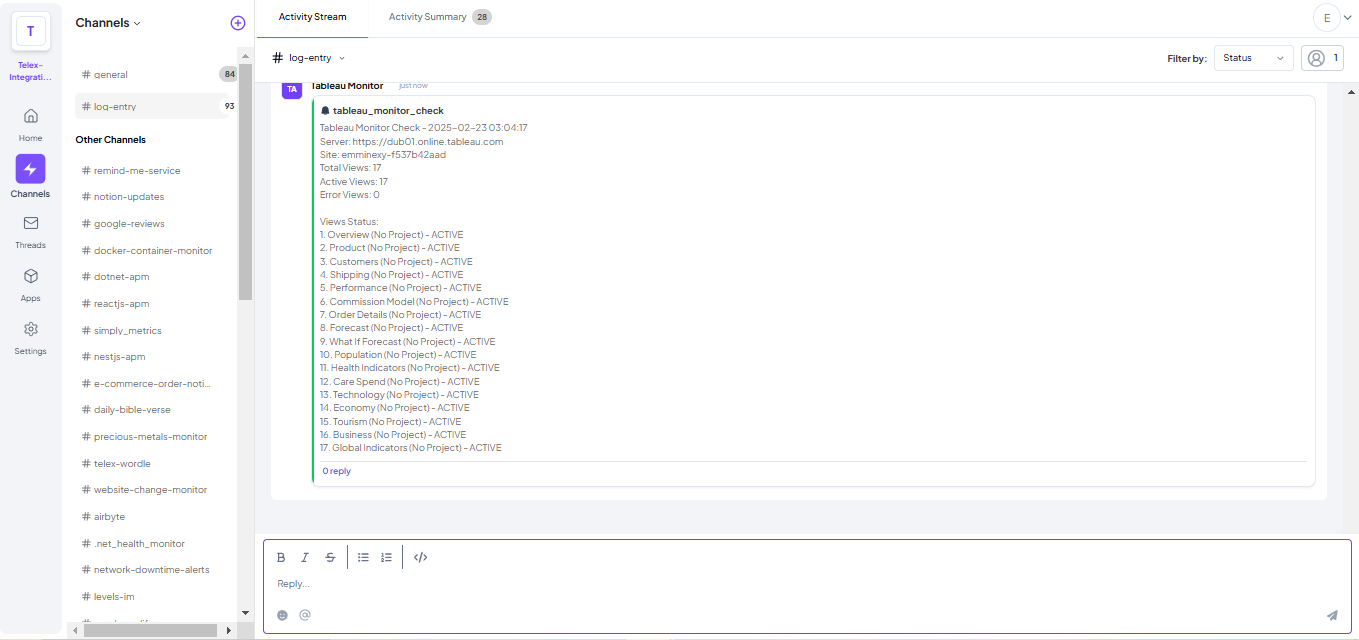 T
Telex-
Integrati...
Home
Channels
Threads
Apps
Settings
Channels
# general 84
# log-entry 93
Other Channels
# remind-me-service
# notion-updates
# google-reviews
# docker-container-monitor
# dotnet-apm
# reactjs-apm
# simply_metrics
# nestjs-apm
# e-commerce-order-noti...
# daily-bible-verse
# precious-metals-monitor
# telex-wordle
# website-change-monitor
# airbyte
# .net_health_monitor
# network-downtime-alerts
# levels-im
Activity Stream
Activity Summary 28
E
# log-entry
Filter by: Status 1
TA Tableau Monitor just now
tableau_monitor_check
Tableau Monitor Check - 2025-02-23 03:04:17
Server: https://dub01.online.tableau.com
Site: emminexy-f537b42aad
Total Views: 17
Active Views: 17
Error Views: 0
Views Status:
1. Overview (No Project) - ACTIVE
2. Product (No Project) - ACTIVE
3. Customers (No Project) - ACTIVE
4. Shipping (No Project) - ACTIVE
5. Performance (No Project) - ACTIVE
6. Commission Model (No Project) - ACTIVE
7. Order Details (No Project) - ACTIVE
8. Forecast (No Project) - ACTIVE
9. What If Forecast (No Project) - ACTIVE
10. Population (No Project) - ACTIVE
11. Health Indicators (No Project) - ACTIVE
12. Care Spend (No Project) - ACTIVE
13. Technology (No Project) - ACTIVE
14. Economy (No Project) - ACTIVE
15. Tourism (No Project) - ACTIVE
16. Business (No Project) - ACTIVE
17. Global Indicators (No Project) - ACTIVE
0 reply
B I S </>
Reply...
@